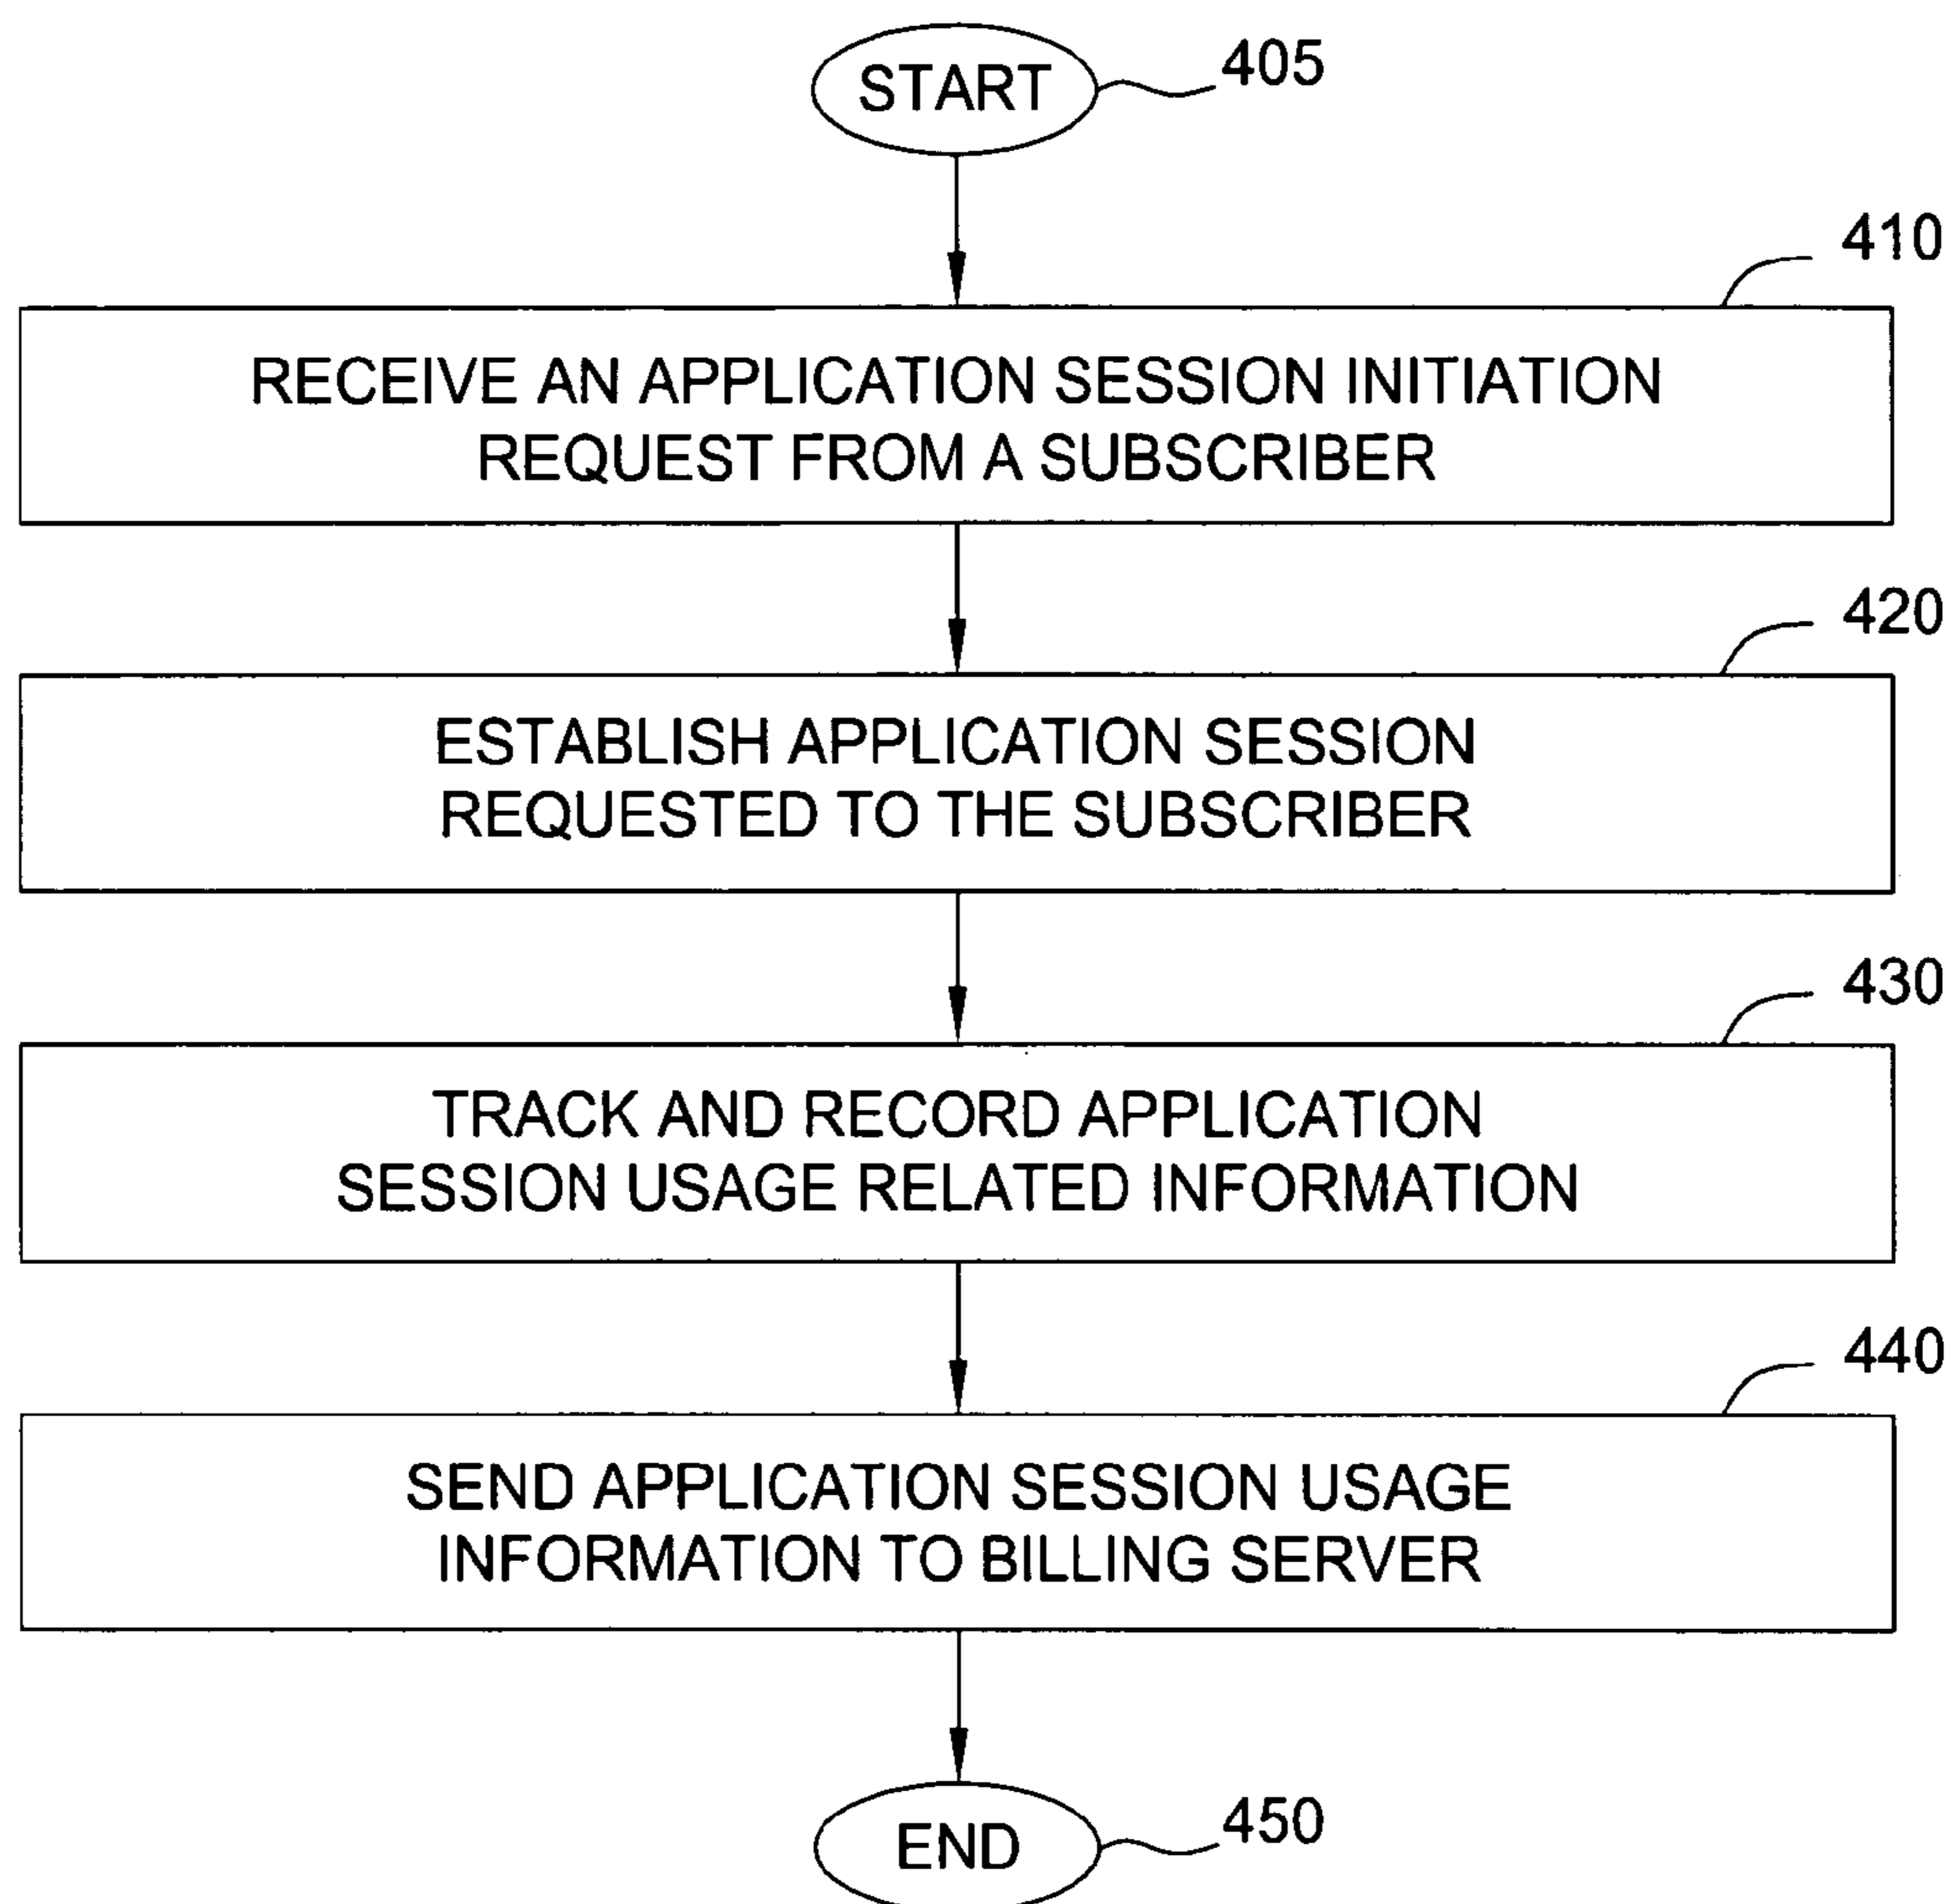 START
405
410
RECEIVE AN APPLICATION SESSION INITIATION
REQUEST FROM A SUBSCRIBER
420
ESTABLISH APPLICATION SESSION
REQUESTED TO THE SUBSCRIBER
430
TRACK AND RECORD APPLICATION
SESSION USAGE RELATED INFORMATION
440
SEND APPLICATION SESSION USAGE
INFORMATION TO BILLING SERVER
END
450